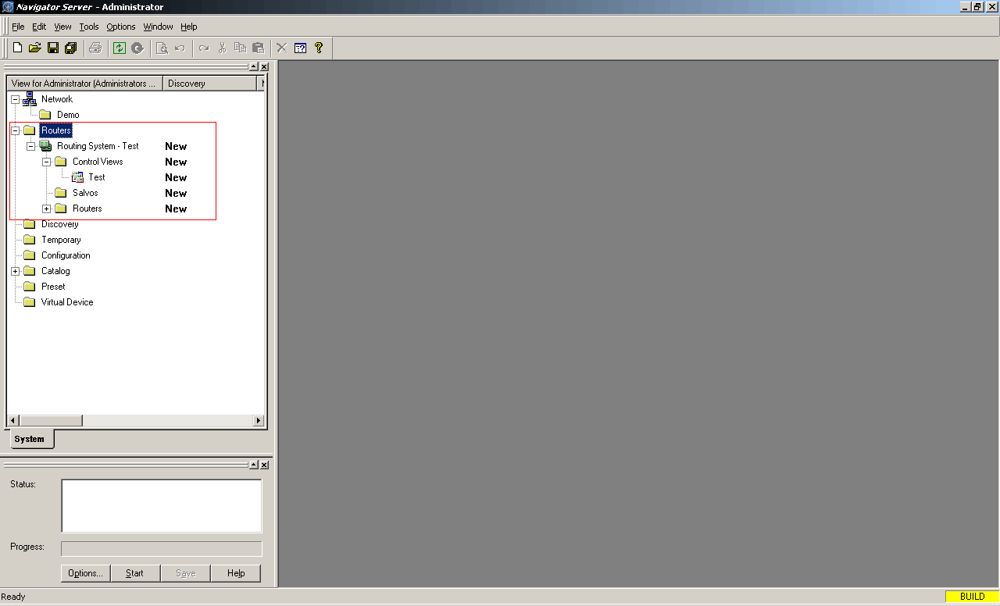 Navigator Server - Administrator
File Edit View Tools Options Window Help
View for Administrator (Administrators ... Discovery
Network
Demo
Routers
Routing System - Test New
Control Views New
Test New
Salvos New
Routers New
Discovery
Temporary
Configuration
Catalog
Preset
Virtual Device
System
Status:
Progress:
Options... Start Save Help
Ready BUILD